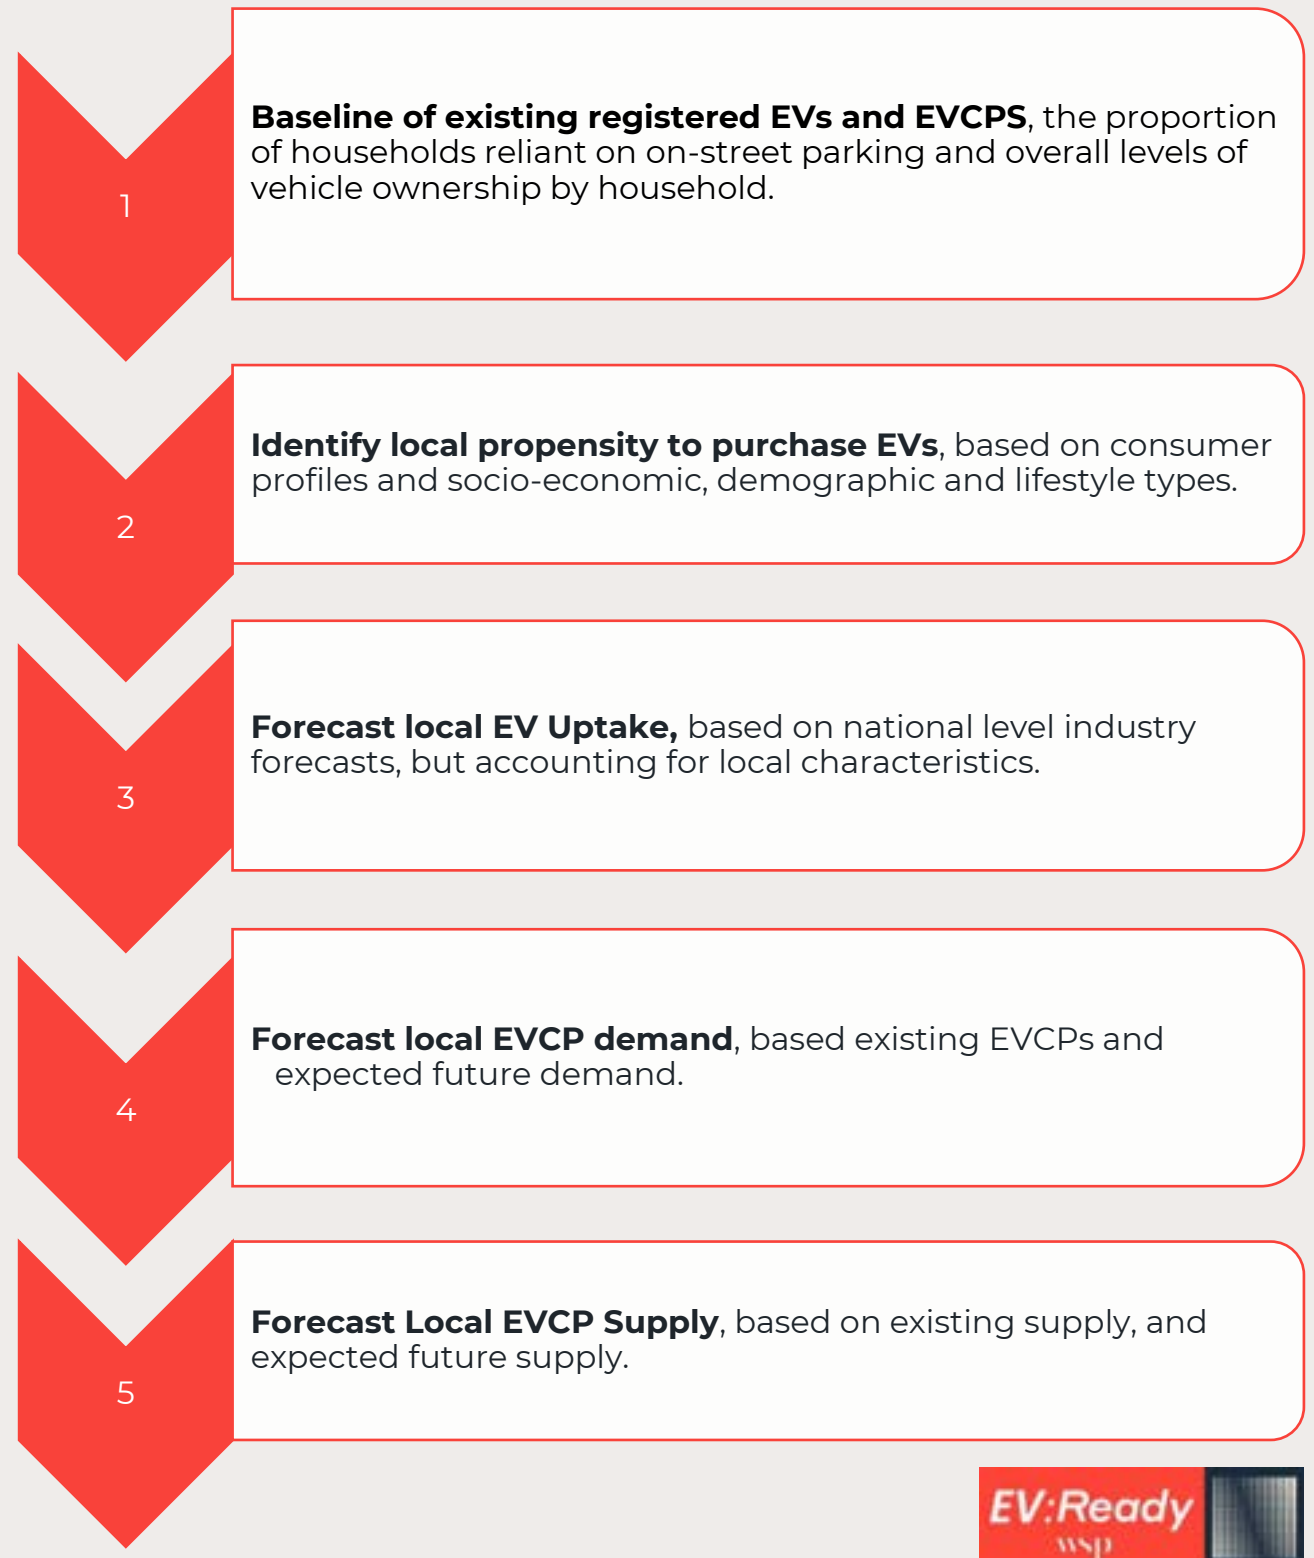 1
Baseline of existing registered EVs and EVCPS, the proportion
of households reliant on on-street parking and overall levels of
vehicle ownership by household.
2
Identify local propensity to purchase EVs, based on consumer
profiles and socio-economic, demographic and lifestyle types.
3
Forecast local EV Uptake, based on national level industry
forecasts, but accounting for local characteristics.
4
Forecast local EVCP demand, based existing EVCPs and
expected future demand.
5
Forecast Local EVCP Supply, based on existing supply, and
expected future supply.
EV:Ready
wsp